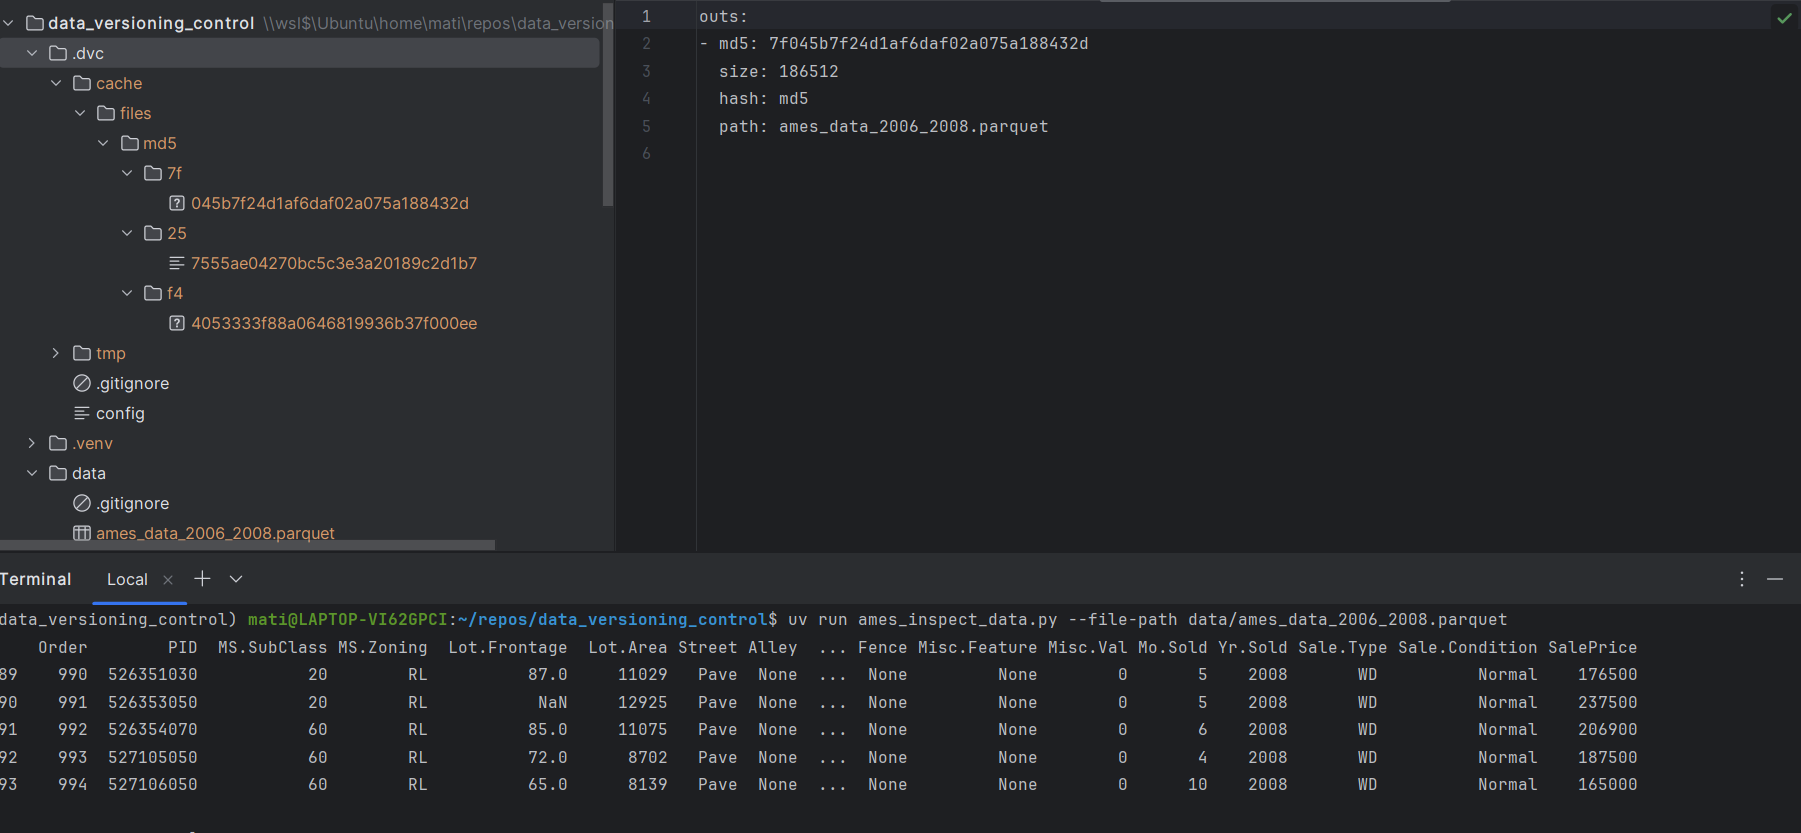 data_versioning_control \\wsl$\Ubuntu\home\mati\repos\data_version
.dvc
cache
files
md5
7f
045b7f24d1af6daf02a075a188432d
25
7555ae04270bc5c3e3a20189c2d1b7
f4
4053333f88a0646819936b37f000ee
tmp
.gitignore
config
.venv
data
.gitignore
ames_data_2006_2008.parquet
1 outs:
2 - md5: 7f045b7f24d1af6daf02a075a188432d
3 size: 186512
4 hash: md5
5 path: ames_data_2006_2008.parquet
6
Terminal Local
data_versioning_control) mati@LAPTOP-VI62GPCI:~/repos/data_versioning_control$ uv run ames_inspect_data.py --file-path data/ames_data_2006_2008.parquet
Order PID MS.SubClass MS.Zoning Lot.Frontage Lot.Area Street Alley ... Fence Misc.Feature Misc.Val Mo.Sold Yr.Sold Sale.Type Sale.Condition SalePrice
89 990 526351030 20 RL 87.0 11029 Pave None ... None None 0 5 2008 WD Normal 176500
90 991 526353050 20 RL NaN 12925 Pave None ... None None 0 5 2008 WD Normal 237500
91 992 526354070 60 RL 85.0 11075 Pave None ... None None 0 6 2008 WD Normal 206900
92 993 527105050 60 RL 72.0 8702 Pave None ... None None 0 4 2008 WD Normal 187500
93 994 527106050 60 RL 65.0 8139 Pave None ... None None 0 10 2008 WD Normal 165000